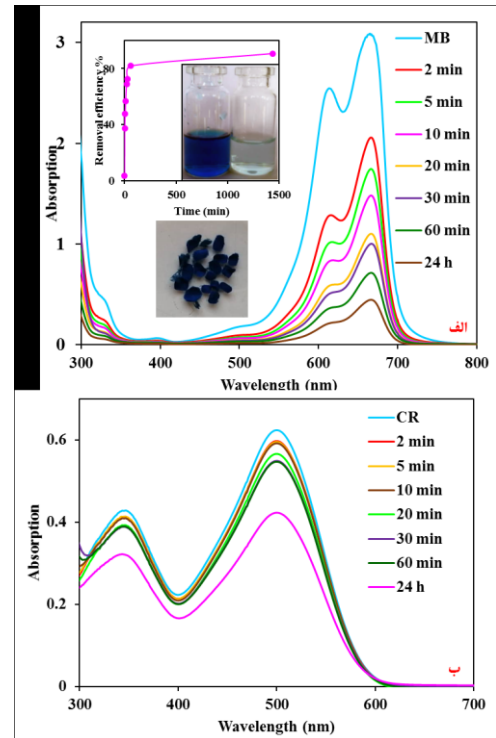 3
2
1
0
Absorption
300
400
500
600
700
800
Wavelength (nm)
MB
2 min
5 min
10 min
20 min
30 min
60 min
24 h
80
40
0
Removal efficiency %
0
500
1000
1500
Time (min)
الف
0.6
0.4
0.2
0
Absorption
300
400
500
600
700
Wavelength (nm)
CR
2 min
5 min
10 min
20 min
30 min
60 min
24 h
ب